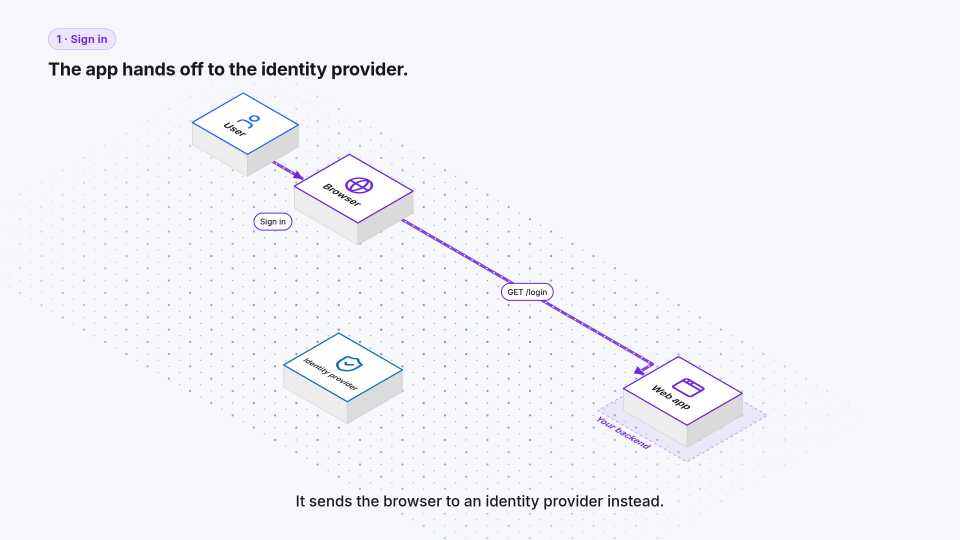 1 · Sign in
The app hands off to the identity provider.
User
Browser
Sign in
GET /login
Identity provider
Web app
Your backend
It sends the browser to an identity provider instead.